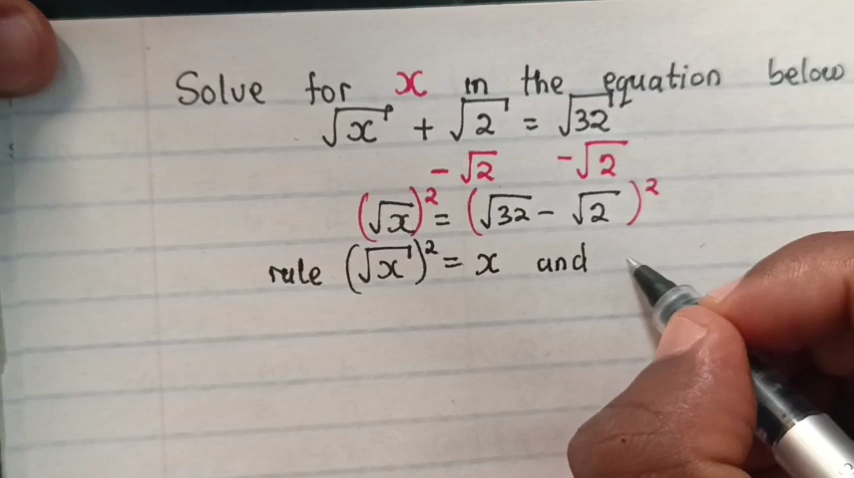 Solve for x in the equation below
√x + √2 = √32
-√2 -√2
(√x)² = (√32 - √2)²
rule (√x)² = x and